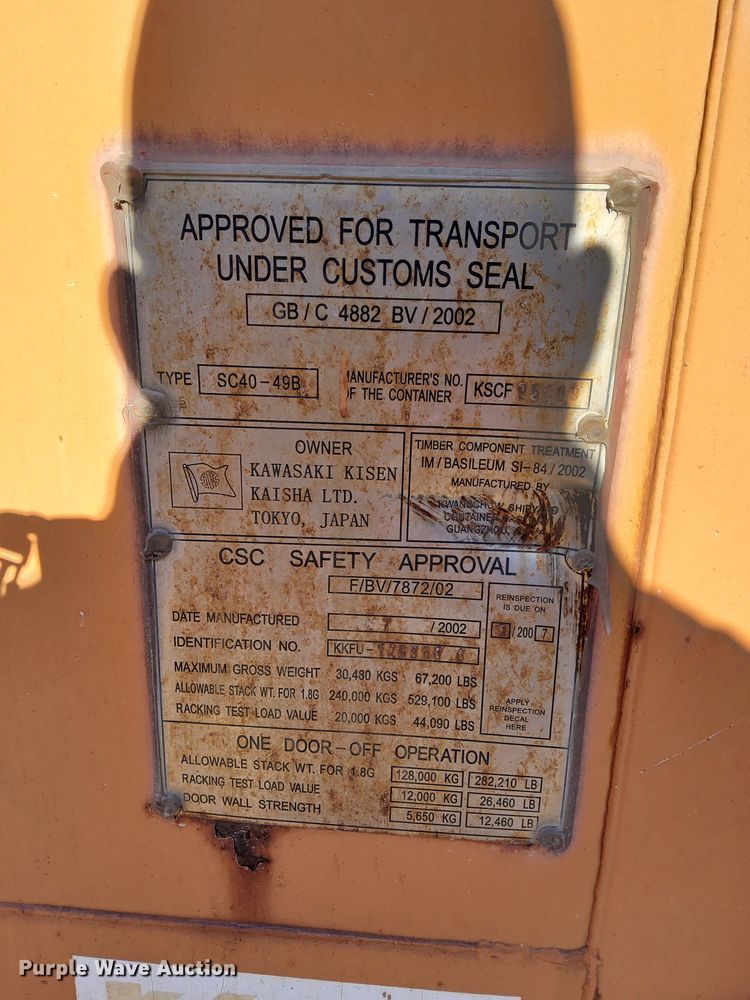 APPROVED FOR TRANSPORT
UNDER CUSTOMS SEAL
GB/C 4882 BV/2002
TYPE SC40-49B
MANUFACTURER'S NO.
OF THE CONTAINER KSCF
OWNER
KAWASAKI KISEN
KAISHA LTD.
TOKYO, JAPAN
TIMBER COMPONENT TREATMENT
IM/BASILEUM SI-84/2002
MANUFACTURED BY
KWANGCHOW SHIPYARD
CONTAINER
GUANGZHOU,
CSC SAFETY APPROVAL
F/BV/7872/02
DATE MANUFACTURED 7 /2002
IDENTIFICATION NO. KKFU-
MAXIMUM GROSS WEIGHT 30,480 KGS 67,200 LBS
ALLOWABLE STACK WT. FOR 1.8G 240,000 KGS 529,100 LBS
RACKING TEST LOAD VALUE 20,000 KGS 44,090 LBS
REINSPECTION
IS DUE ON
/2007
APPLY
REINSPECTION
DECAL
HERE
ONE DOOR-OFF OPERATION
ALLOWABLE STACK WT. FOR 1.8G 128,000 KG 282,210 LB
RACKING TEST LOAD VALUE 12,000 KG 26,460 LB
DOOR WALL STRENGTH 5,650 KG 12,460 LB
Purple Wave Auction